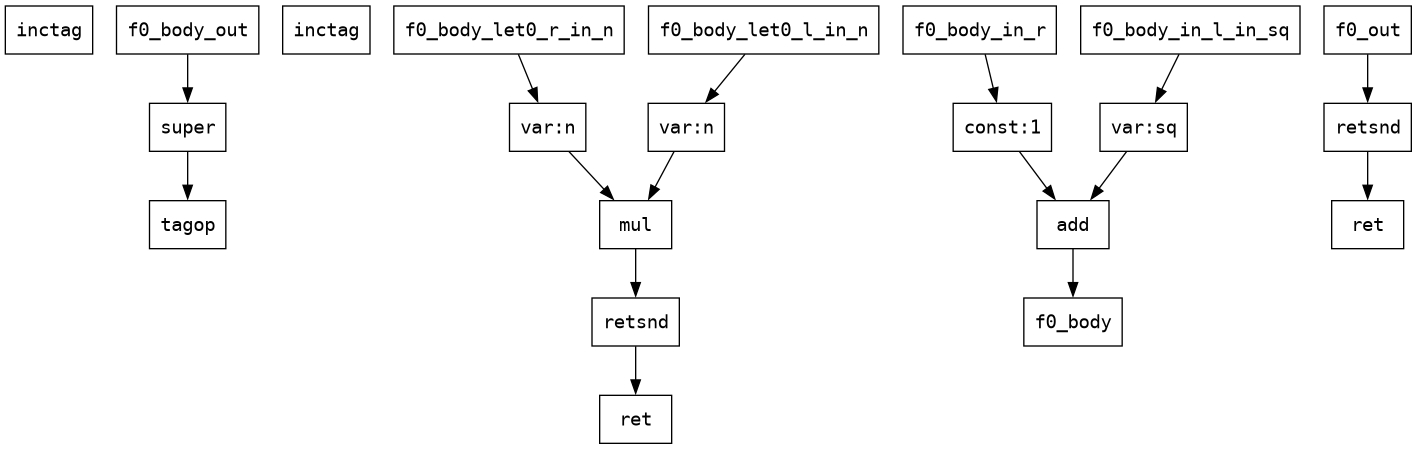 inctag
f0_body_out
inctag
f0_body_let0_r_in_n
f0_body_let0_l_in_n
f0_body_in_r
f0_body_in_l_in_sq
f0_out
super
var:n
var:n
const:1
var:sq
retsnd
tagop
mul
add
ret
retsnd
f0_body
ret